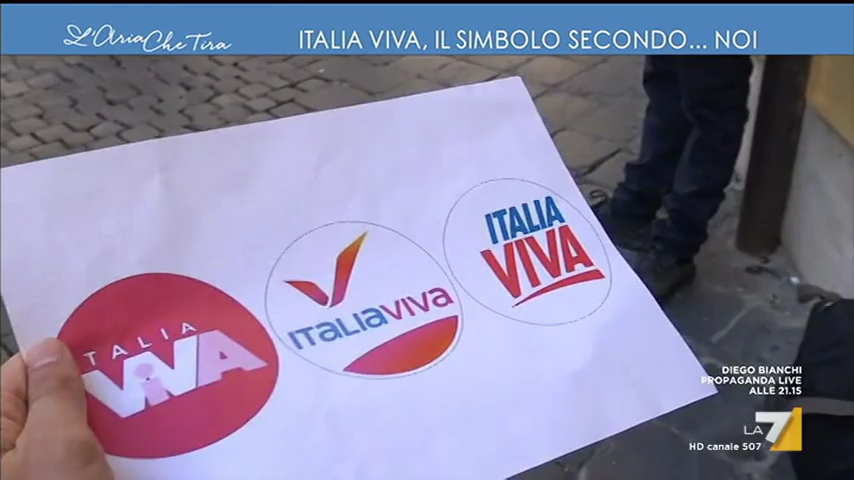 L'Aria Che Tira
ITALIA VIVA, IL SIMBOLO SECONDO... NOI
ITALIA
VIVA
ITALIAVIVA
ITALIA
VIVA
DIEGO BIANCHI
PROPAGANDA LIVE
ALLE 21.15
LA7
HD canale 507